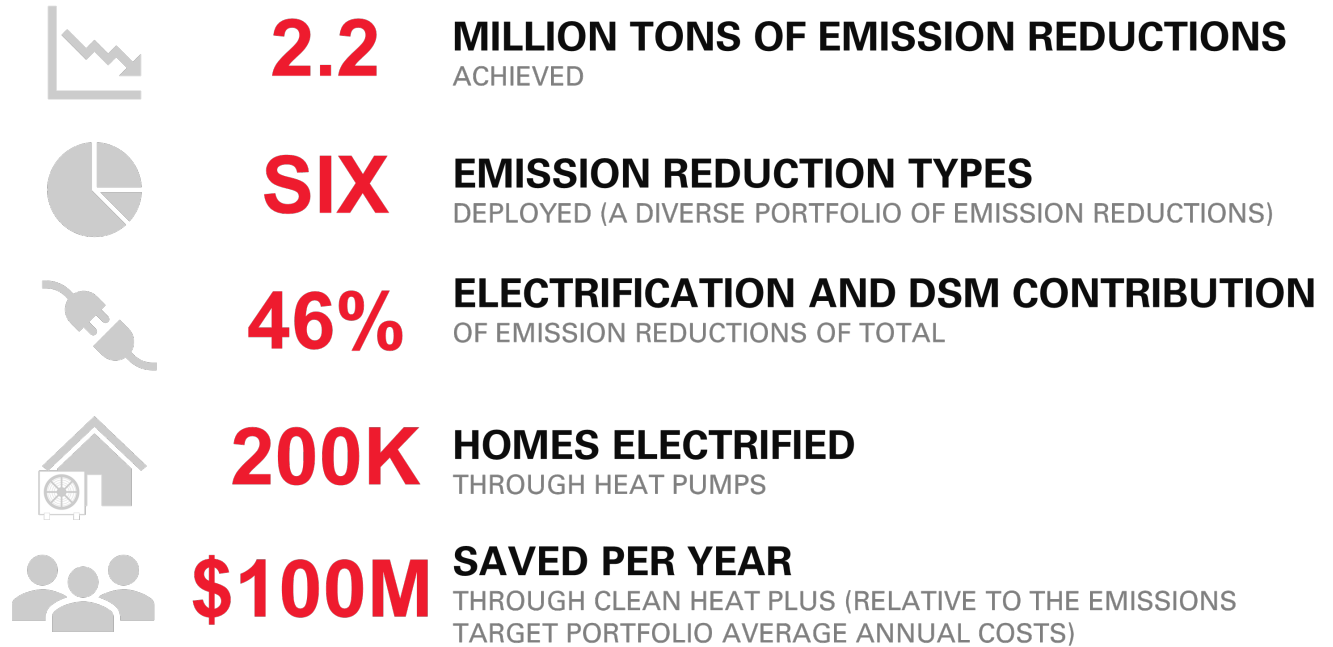 2.2
MILLION TONS OF EMISSION REDUCTIONS
ACHIEVED
SIX
EMISSION REDUCTION TYPES
DEPLOYED (A DIVERSE PORTFOLIO OF EMISSION REDUCTIONS)
46%
ELECTRIFICATION AND DSM CONTRIBUTION
OF EMISSION REDUCTIONS OF TOTAL
200K
HOMES ELECTRIFIED
THROUGH HEAT PUMPS
$100M
SAVED PER YEAR
THROUGH CLEAN HEAT PLUS (RELATIVE TO THE EMISSIONS
TARGET PORTFOLIO AVERAGE ANNUAL COSTS)